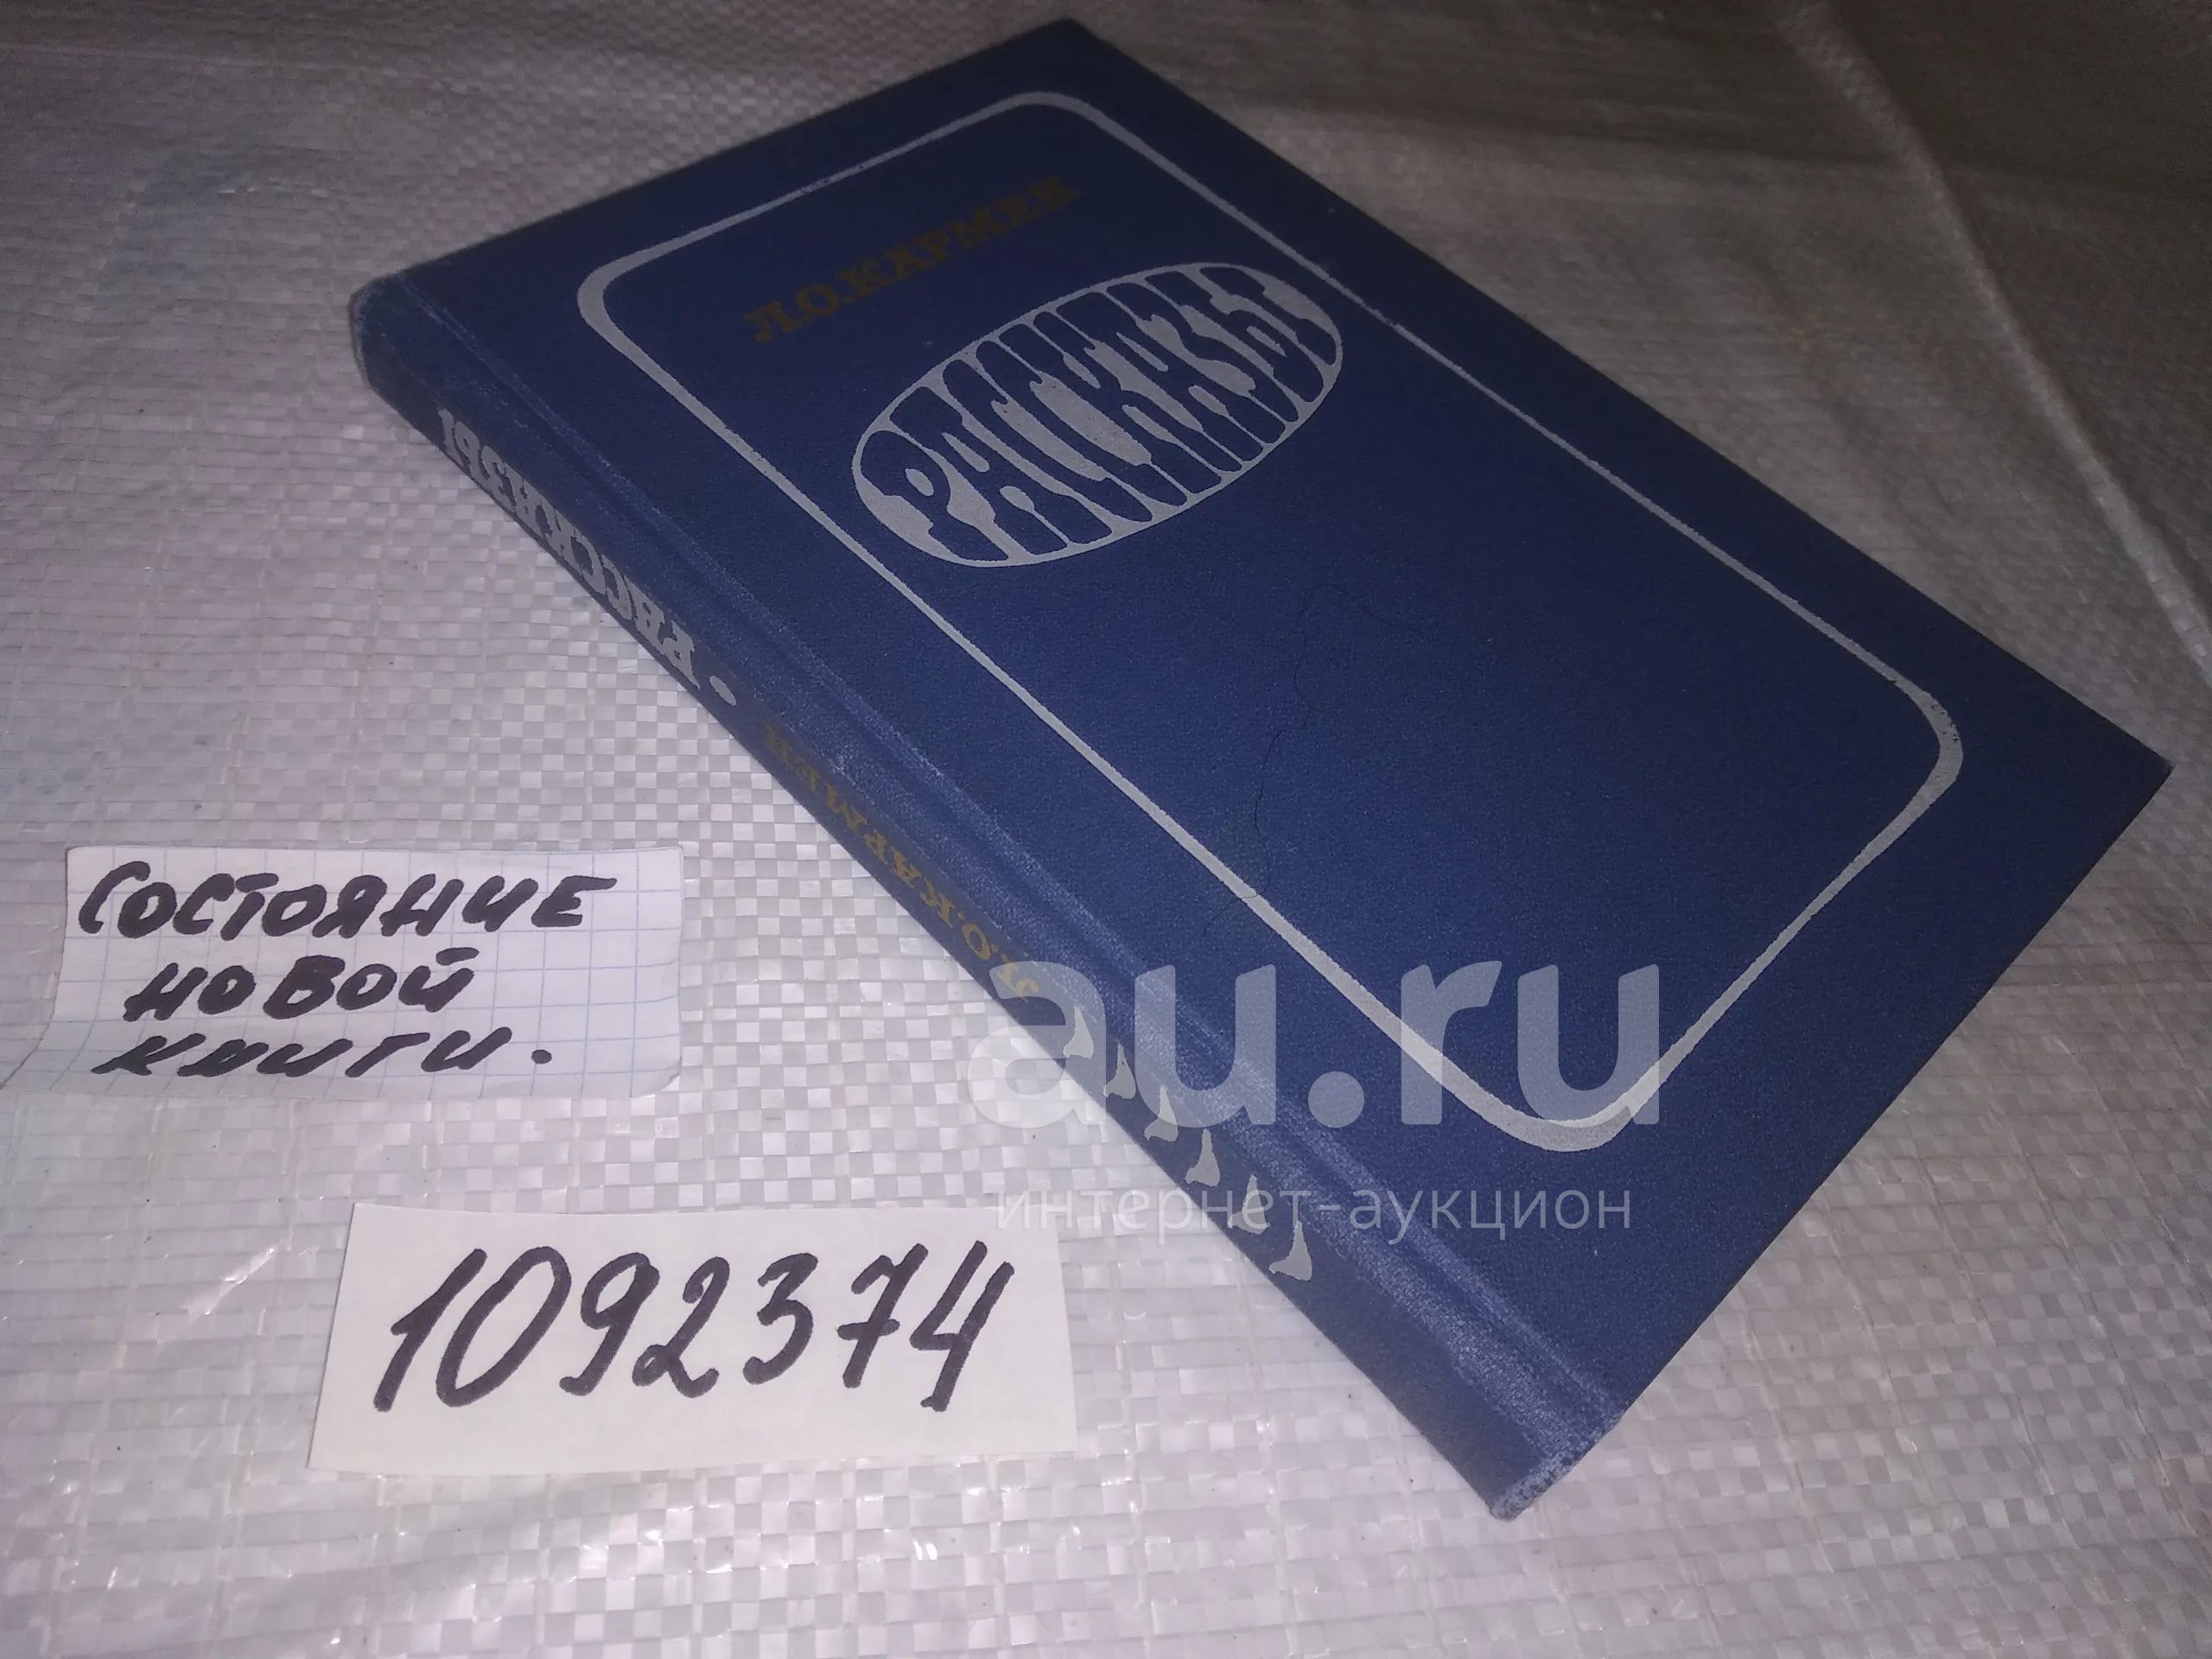 Л.О.КАРМЕН
РАССКАЗЫ
Л.О.КАРМЕН • РАССКАЗЫ
СОСТОЯНИЕ
НОВОЙ
КНИГИ.
1092374
au.ru
интернет-аукцион